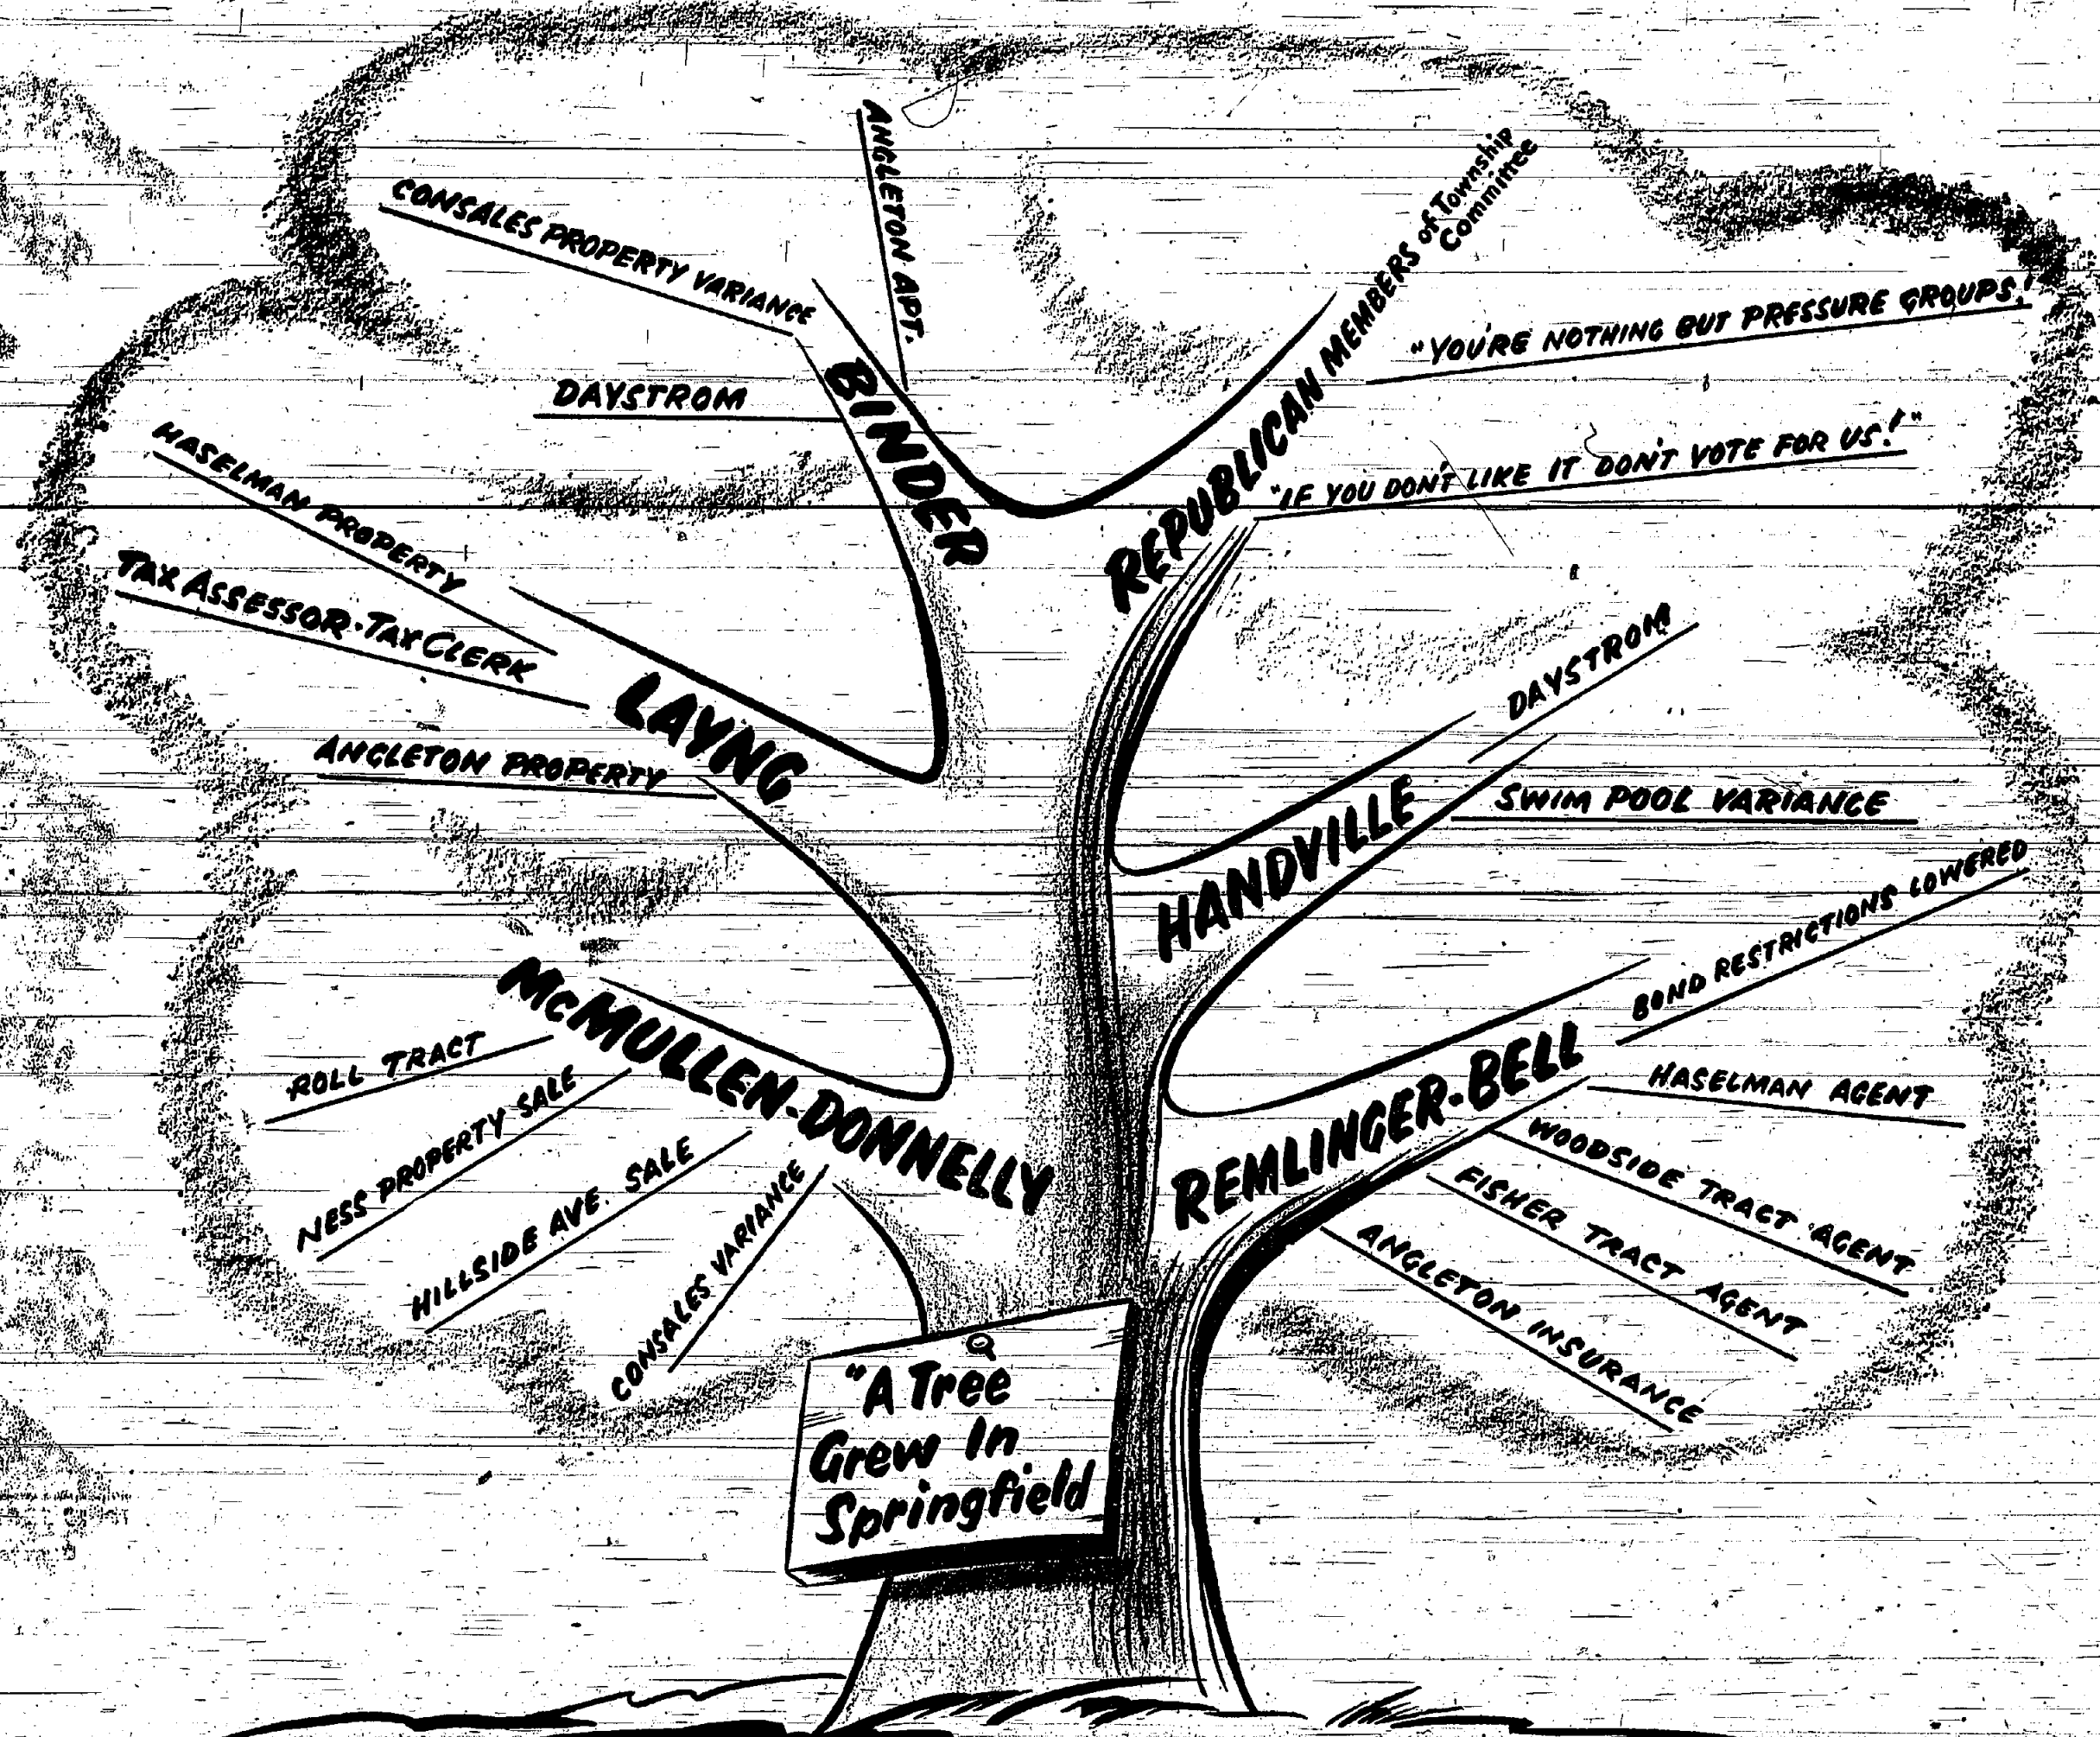 CONSALES PROPERTY VARIANCE
ANGLETON APT.
DAYSTROM
BINDER
REPUBLICAN MEMBERS of Township
Committee
"YOU'RE NOTHING BUT PRESSURE GROUPS!
"IF YOU DON'T LIKE IT DON'T VOTE FOR US!"
HASELMAN PROPERTY
TAX ASSESSOR-TAX CLERK
ANGLETON PROPERTY
LAYNG
DAYSTROM
SWIM POOL VARIANCE
HANDVILLE
MCMULLEN-DONNELLY
ROLL TRACT
NESS PROPERTY SALE
HILLSIDE AVE. SALE
CONSALES VARIANCE
REMLINGER-BELL
BOND RESTRICTIONS LOWERED
HASELMAN AGENT
WOODSIDE TRACT AGENT
FISHER TRACT AGENT
ANGLETON INSURANCE
"A Tree
Grew In
Springfield